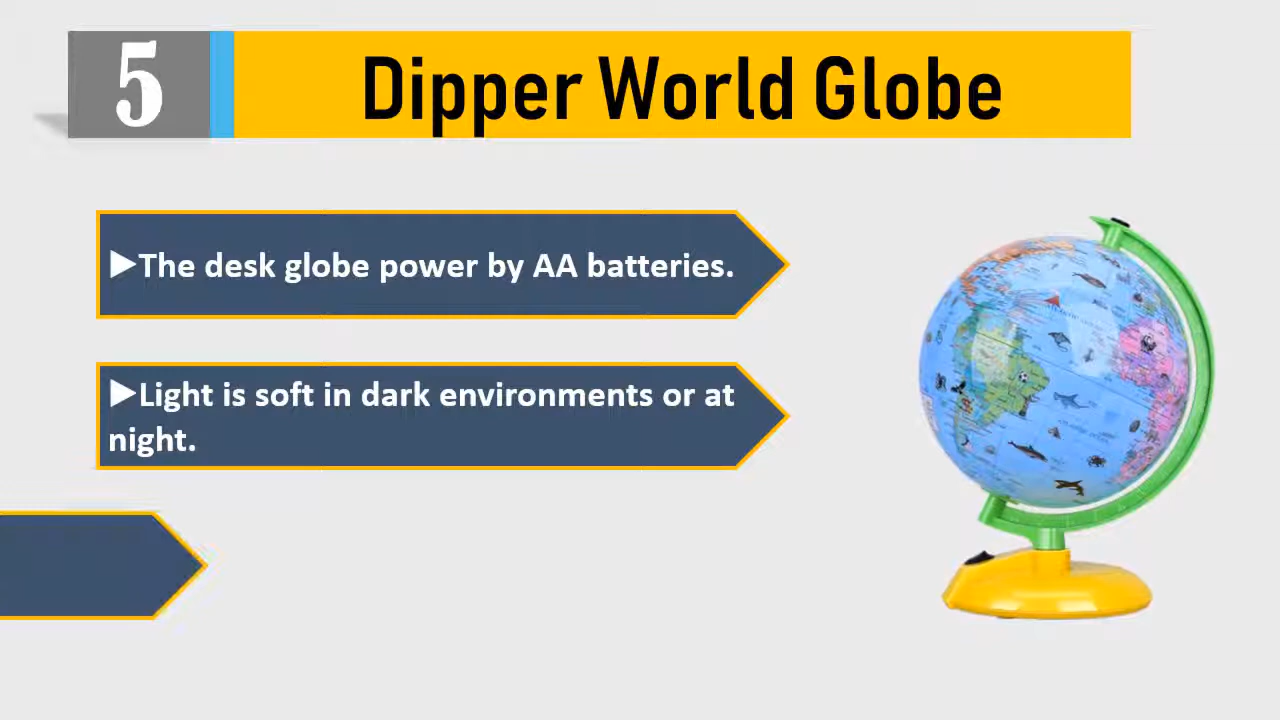 5
Dipper World Globe
▶The desk globe power by AA batteries.
▶Light is soft in dark environments or at
night.